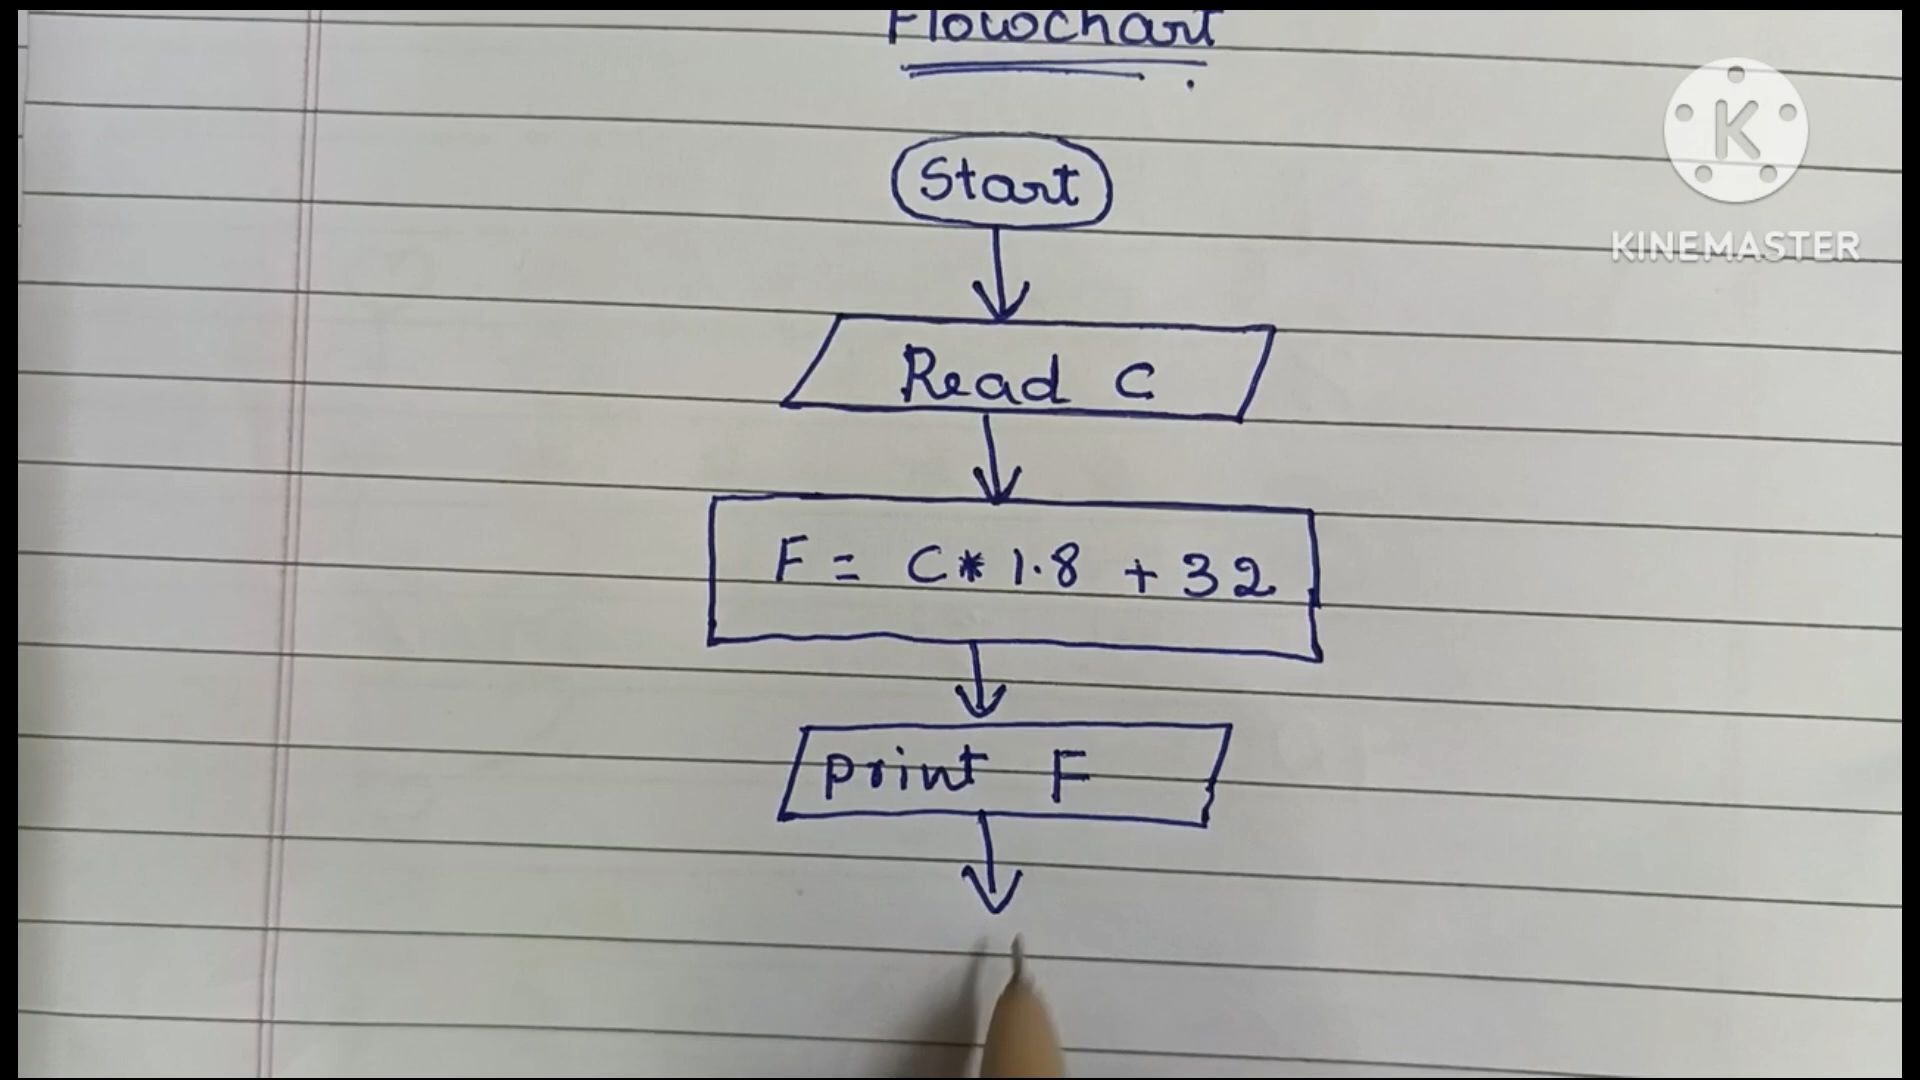 Flowchart
Start
K
KINEMASTER
Read C
F = C * 1.8 + 32
print F